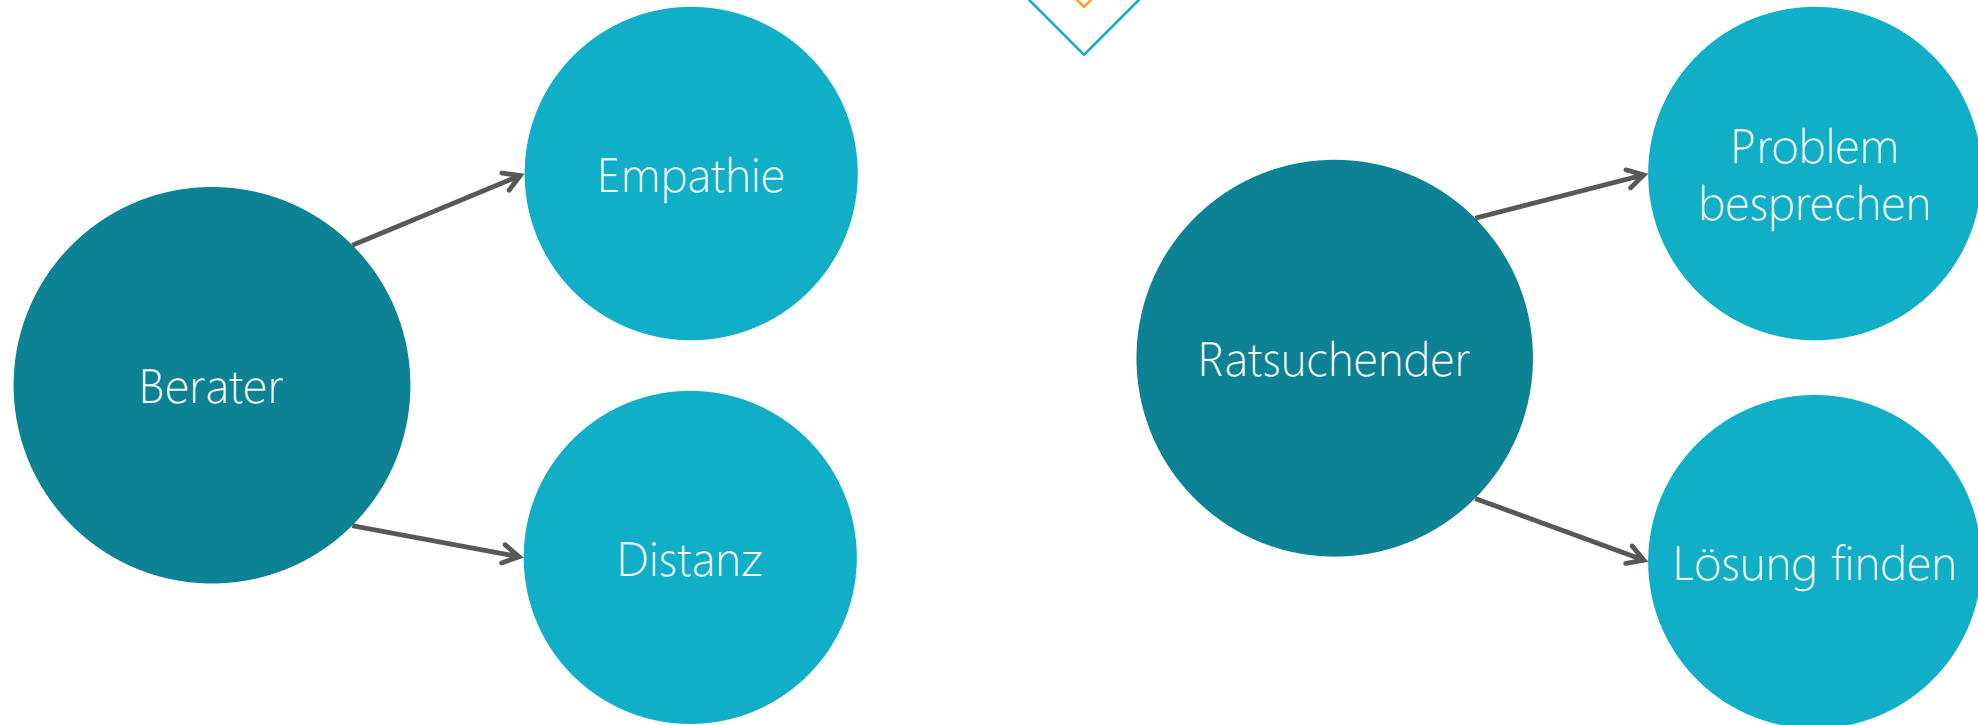 Berater
Empathie
Distanz
Ratsuchender
Problem
besprechen
Lösung finden